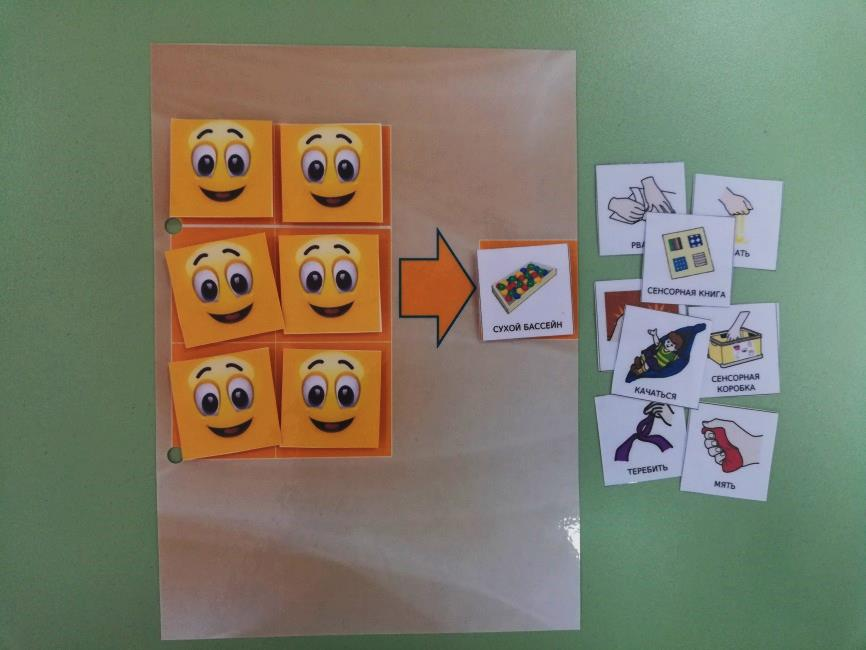 СУХОЙ БАССЕЙН
СЕНСОРНАЯ КНИГА
КАЧАТЬСЯ
СЕНСОРНАЯ
КОРОБКА
ТЕРЕБИТЬ
МЯТЬ